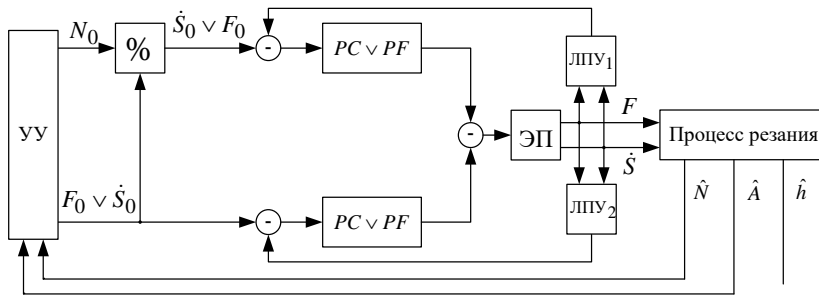 N₀
%
Ṡ₀ ∨ F₀
-
PC ∨ PF
ЛПУ₁
УУ
-
ЭП
F
Ṡ
Процесс резания
F₀ ∨ Ṡ₀
-
PC ∨ PF
ЛПУ₂
N̂
Â
ĥ